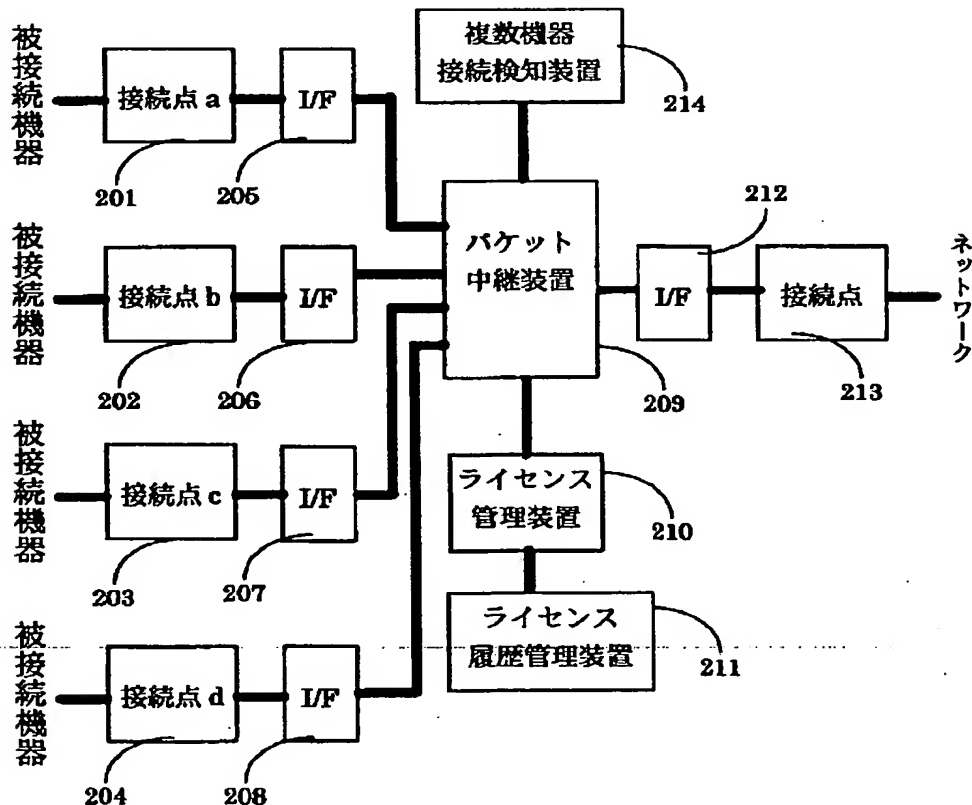 被接続機器
接続点 a
I/F
201
205
複数機器
接続検知装置
214
被接続機器
接続点 b
I/F
202
206
パケット
中継装置
209
212
I/F
接続点
213
ネットワーク
被接続機器
接続点 c
I/F
203
207
ライセンス
管理装置
210
ライセンス
履歴管理装置
211
被接続機器
接続点 d
I/F
204
208